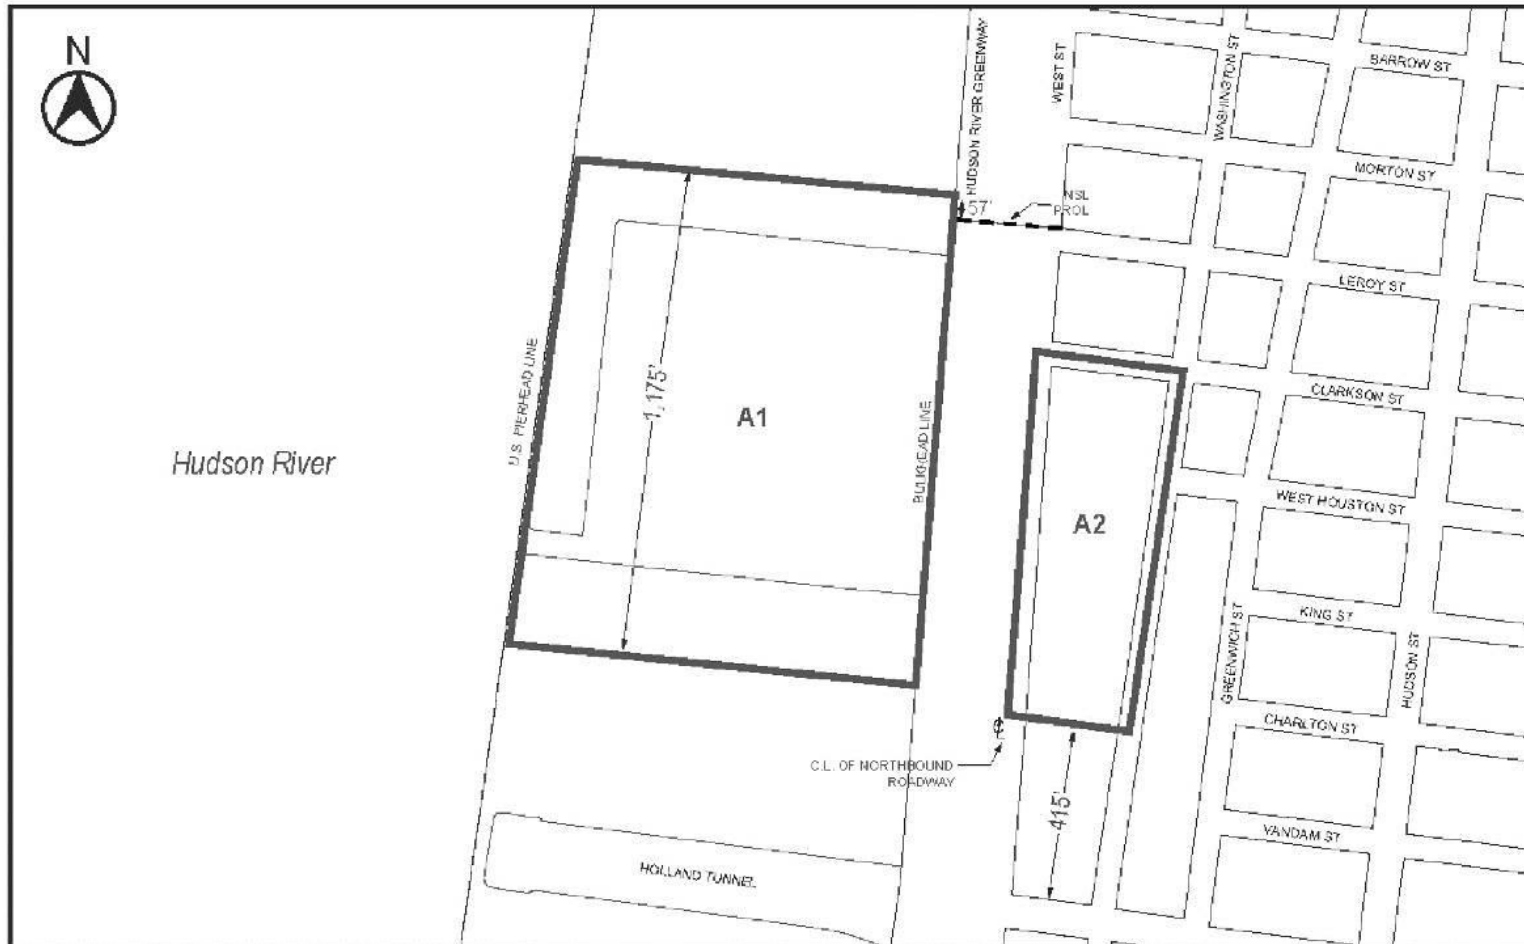 N
HUDSON RIVER GREENWAY
WEST ST
WASHINGTON ST
BARROW ST
MORTON ST
57'
NSL
PROL
LEROY ST
U.S. PIERHEAD LINE
1,175'
A1
BULKHEAD LINE
CLARKSON ST
Hudson River
WEST HOUSTON ST
A2
KING ST
GREENWICH ST
HUDSON ST
CHARLTON ST
C.L. OF NORTHBOUND
ROADWAY
415'
VANDAM ST
HOLLAND TUNNEL